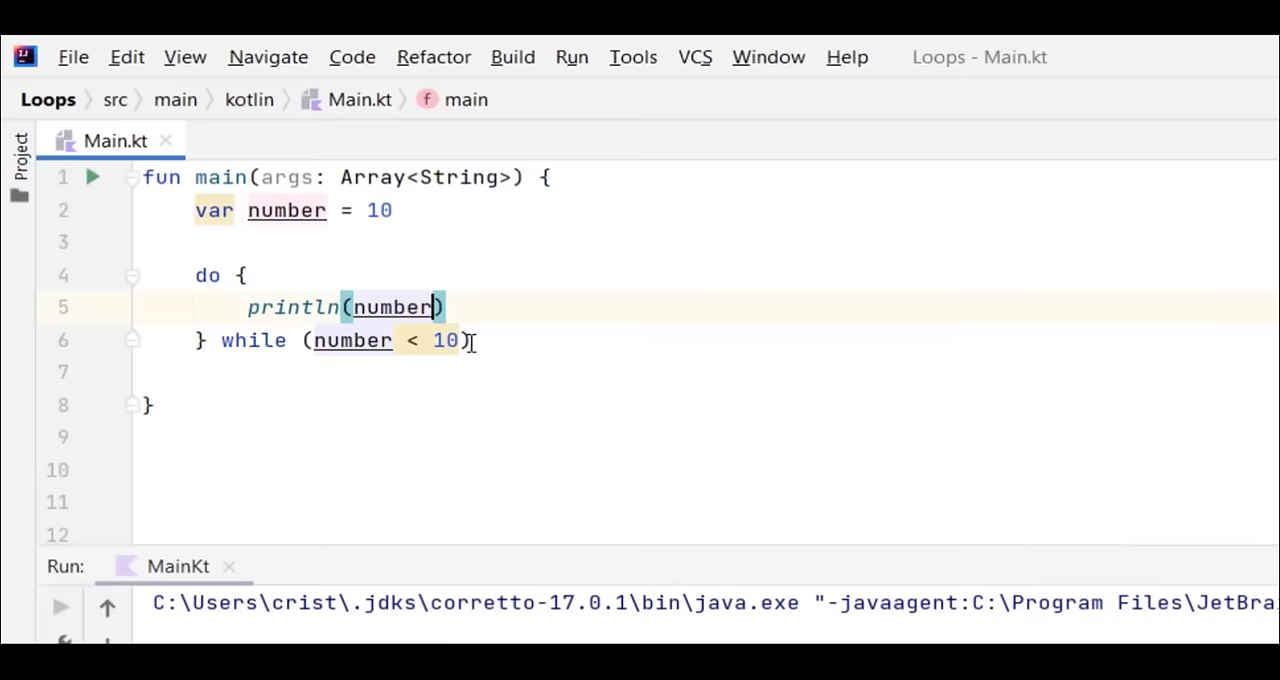 File Edit View Navigate Code Refactor Build Run Tools VCS Window Help Loops - Main.kt
Loops src main kotlin Main.kt main
Project
Main.kt
1 fun main(args: Array<String>) {
2 var number = 10
3
4 do {
5 println(number)
6 } while (number < 10)
7
8 }
9
10
11
12
Run: MainKt
C:\Users\crist\.jdks\corretto-17.0.1\bin\java.exe "-javaagent:C:\Program Files\JetBra